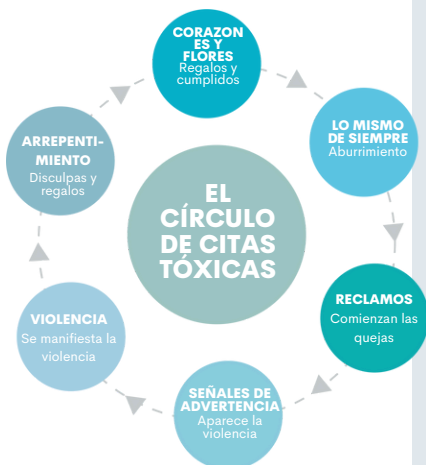 CORAZON
ES Y
FLORES
Regalos y
cumplidos
LO MISMO
DE SIEMPRE
Aburrimiento
RECLAMOS
Comienzan las
quejas
SEÑALES DE
ADVERTENCIA
Aparece la
violencia
VIOLENCIA
Se manifiesta la
violencia
ARREPENTI-
MIENTO
Disculpas y
regalos
EL
CÍRCULO
DE CITAS
TÓXICAS